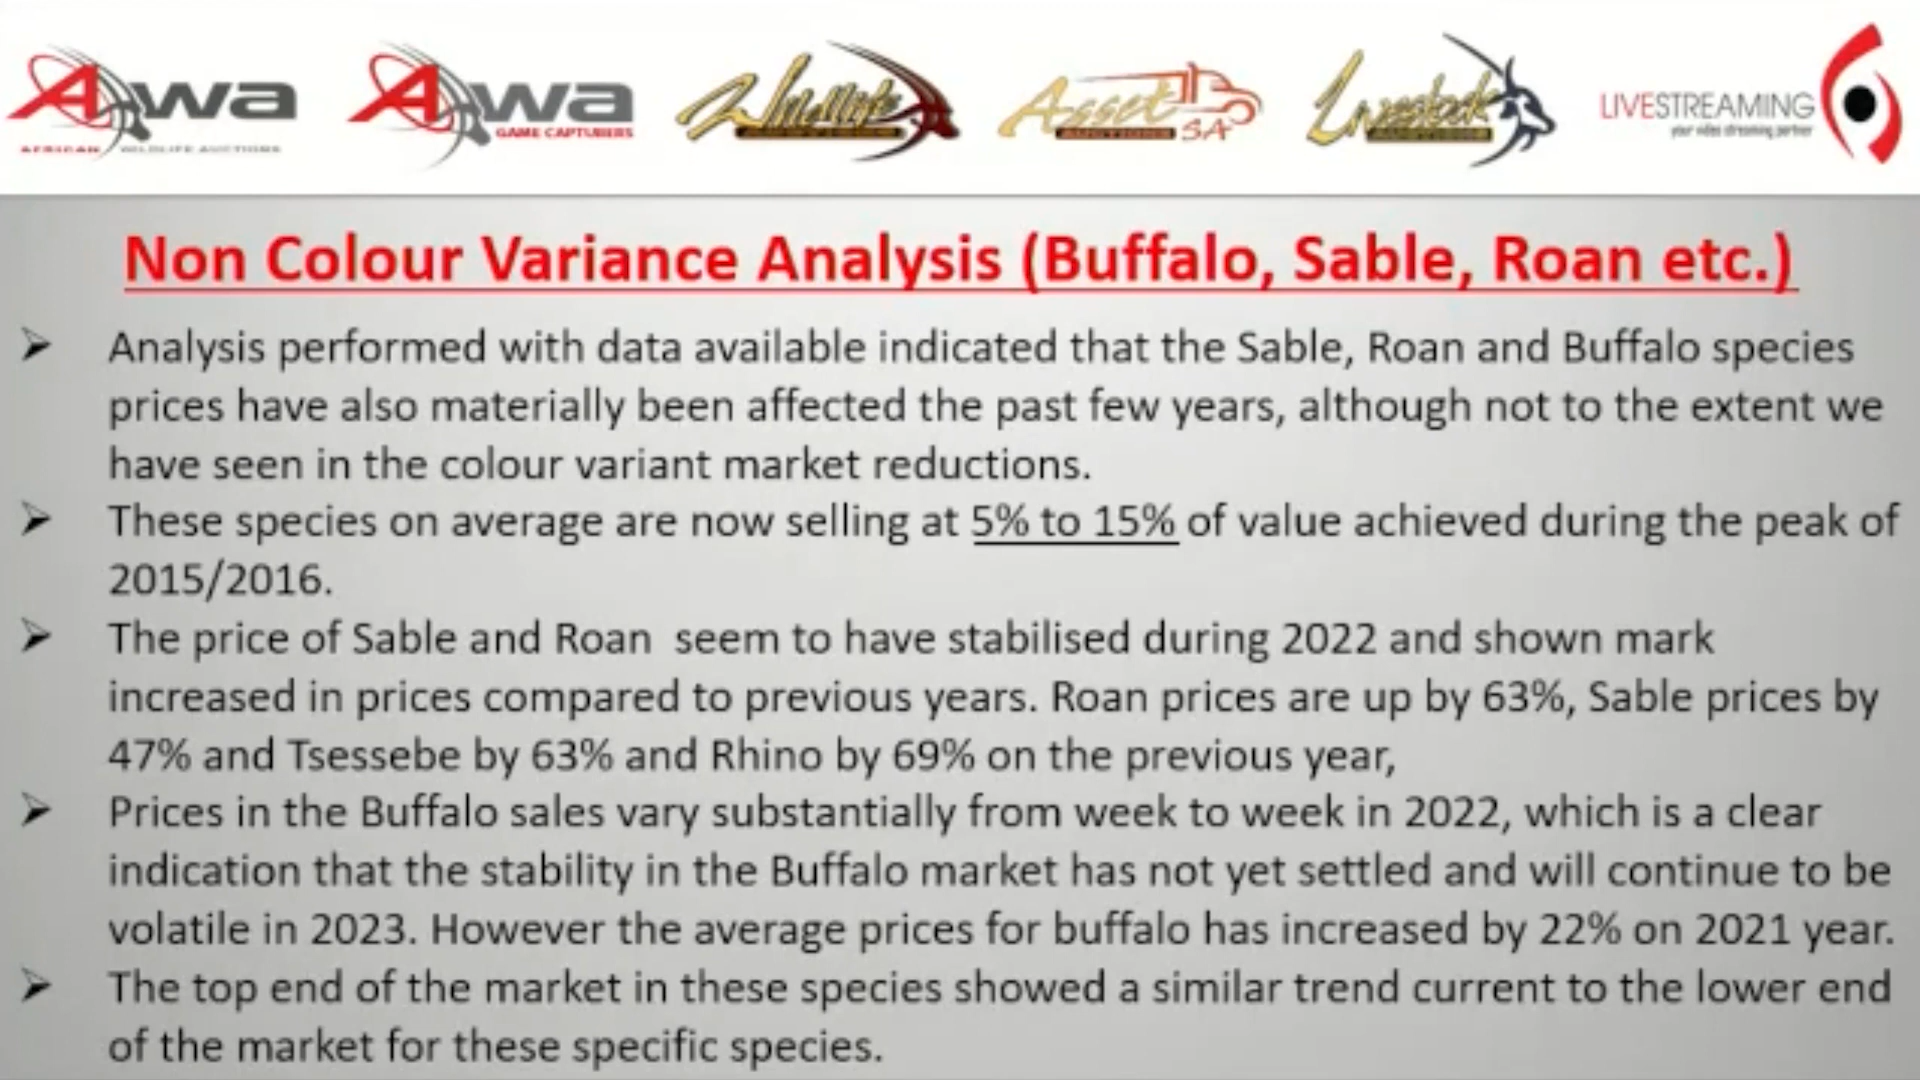 Awa
AFRICAN WILDLIFE AUCTIONS
Awa
GAME CAPTURERS
Wildlife
Asset
AUCTIONS
SA
Livestock
AUCTIONS
LIVESTREAMING
your video streaming partner
Non Colour Variance Analysis (Buffalo, Sable, Roan etc.)
➢ Analysis performed with data available indicated that the Sable, Roan and Buffalo species
prices have also materially been affected the past few years, although not to the extent we
have seen in the colour variant market reductions.
➢ These species on average are now selling at 5% to 15% of value achieved during the peak of
2015/2016.
➢ The price of Sable and Roan  seem to have stabilised during 2022 and shown mark
increased in prices compared to previous years. Roan prices are up by 63%, Sable prices by
47% and Tsessebe by 63% and Rhino by 69% on the previous year,
➢ Prices in the Buffalo sales vary substantially from week to week in 2022, which is a clear
indication that the stability in the Buffalo market has not yet settled and will continue to be
volatile in 2023. However the average prices for buffalo has increased by 22% on 2021 year.
➢ The top end of the market in these species showed a similar trend current to the lower end
of the market for these specific species.